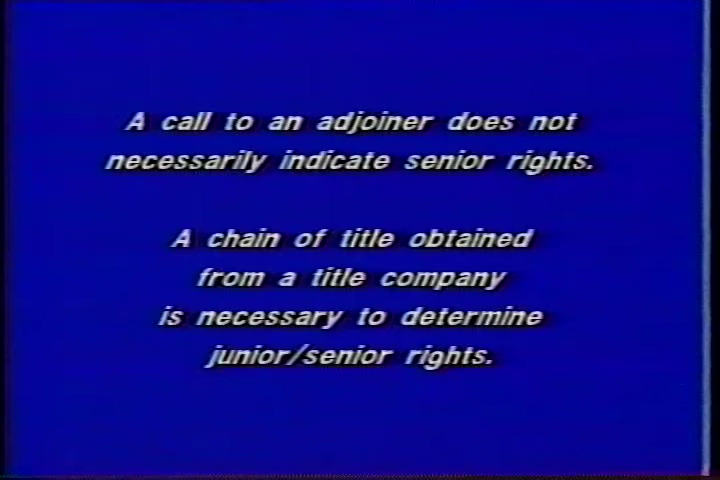 A call to an adjoiner does not
necessarily indicate senior rights.
A chain of title obtained
from a title company
is necessary to determine
junior/senior rights.